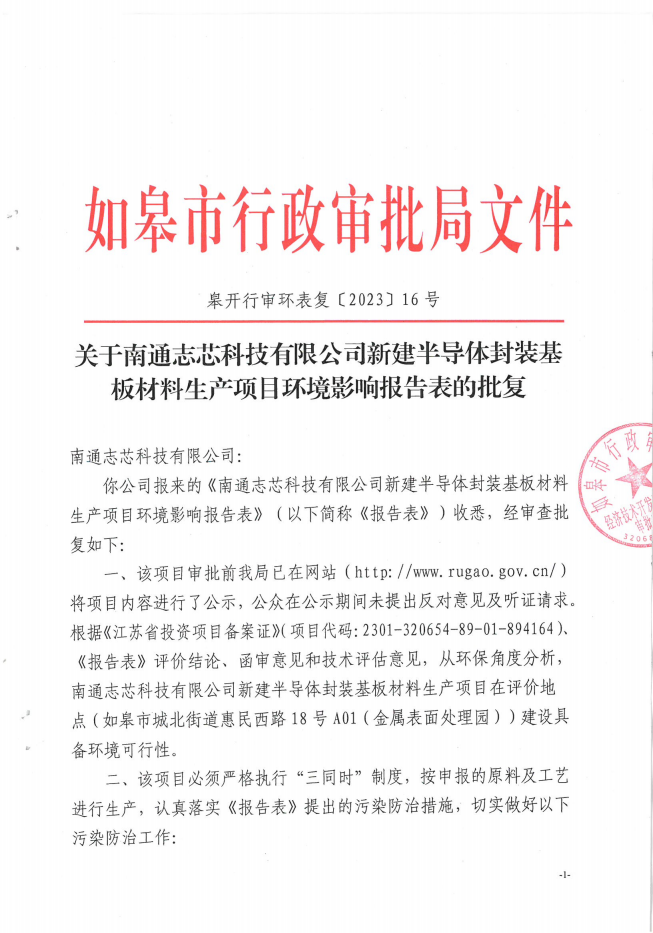 如皋市行政审批局文件
皋开行审环表复〔2023〕16号
关于南通志芯科技有限公司新建半导体封装基
板材料生产项目环境影响报告表的批复
南通志芯科技有限公司：
你公司报来的《南通志芯科技有限公司新建半导体封装基板材料
生产项目环境影响报告表》（以下简称《报告表》）收悉，经审查批
复如下：
一、该项目审批前我局已在网站（http://www.rugao.gov.cn/）
将项目内容进行了公示，公众在公示期间未提出反对意见及听证请求。
根据《江苏省投资项目备案证》（项目代码：2301-320654-89-01-894164）、
《报告表》评价结论、函审意见和技术评估意见，从环保角度分析，
南通志芯科技有限公司新建半导体封装基板材料生产项目在评价地
点（如皋市城北街道惠民西路18号A01（金属表面处理园））建设具
备环境可行性。
二、该项目必须严格执行“三同时”制度，按申报的原料及工艺
进行生产，认真落实《报告表》提出的污染防治措施，切实做好以下
污染防治工作：
如皋市行政审
经济技术开发
审批
32068
-1-